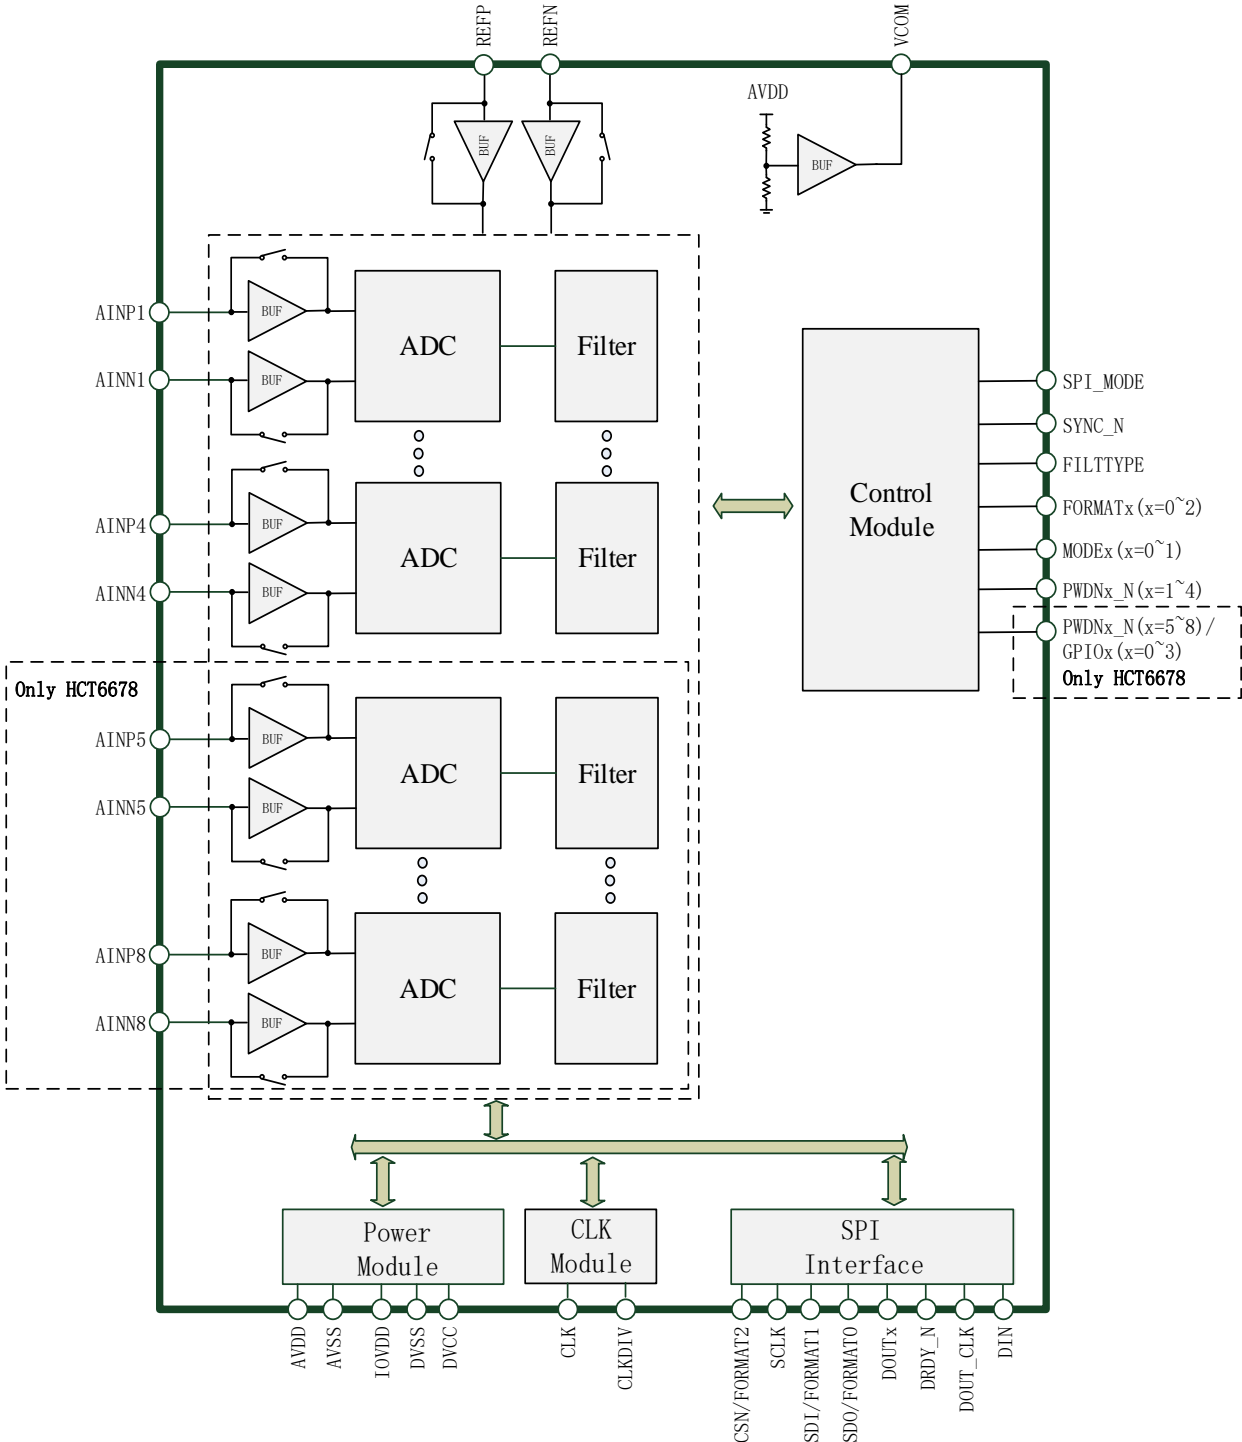 REFP
REFN
VCOM
AVDD
BUF
BUF
BUF
AINP1
BUF
ADC
Filter
AINN1
BUF
SPI_MODE
SYNC_N
FILTTYPE
Control
Module
FORMATx(x=0~2)
AINP4
BUF
ADC
Filter
MODEx(x=0~1)
AINN4
BUF
PWDNx_N(x=1~4)
PWDNx_N(x=5~8)/
GPIOx(x=0~3)
Only HCT6678
Only HCT6678
AINP5
BUF
ADC
Filter
AINN5
BUF
AINP8
BUF
ADC
Filter
AINN8
BUF
Power
Module
CLK
Module
SPI
Interface
AVDD
AVSS
IOVDD
DVSS
DVCC
CLK
CLKDIV
CSN/FORMAT2
SCLK
SDI/FORMAT1
SDO/FORMAT0
DOUTx
DRDY_N
DOUT_CLK
DIN